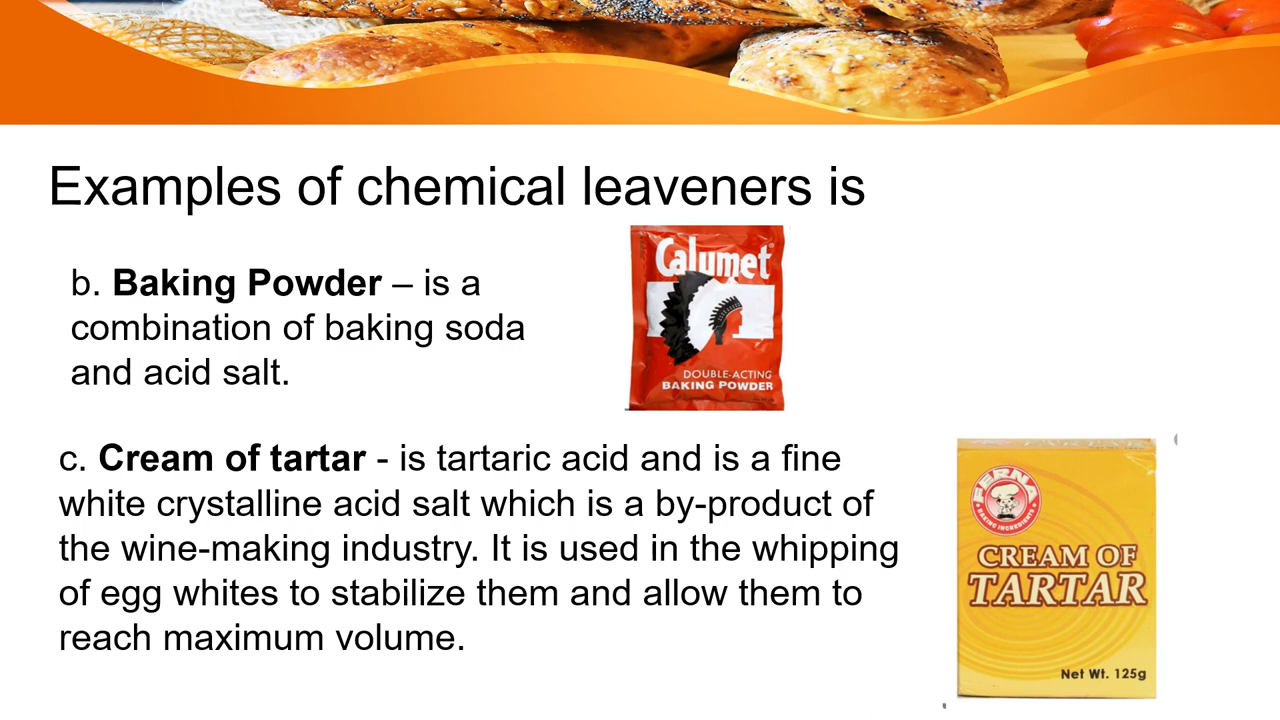 Examples of chemical leaveners is
b. Baking Powder – is a
combination of baking soda
and acid salt.
Calumet
DOUBLE-ACTING
BAKING POWDER
c. Cream of tartar - is tartaric acid and is a fine
white crystalline acid salt which is a by-product of
the wine-making industry. It is used in the whipping
of egg whites to stabilize them and allow them to
reach maximum volume.
FERNA
BAKING INGREDIENTS
CREAM OF
TARTAR
Net Wt. 125g